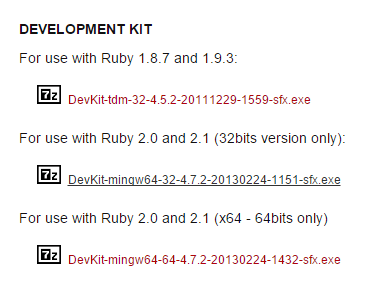 DEVELOPMENT KIT
For use with Ruby 1.8.7 and 1.9.3:
7z DevKit-tdm-32-4.5.2-20111229-1559-sfx.exe
For use with Ruby 2.0 and 2.1 (32bits version only):
7z DevKit-mingw64-32-4.7.2-20130224-1151-sfx.exe
For use with Ruby 2.0 and 2.1 (x64 - 64bits only)
7z DevKit-mingw64-64-4.7.2-20130224-1432-sfx.exe